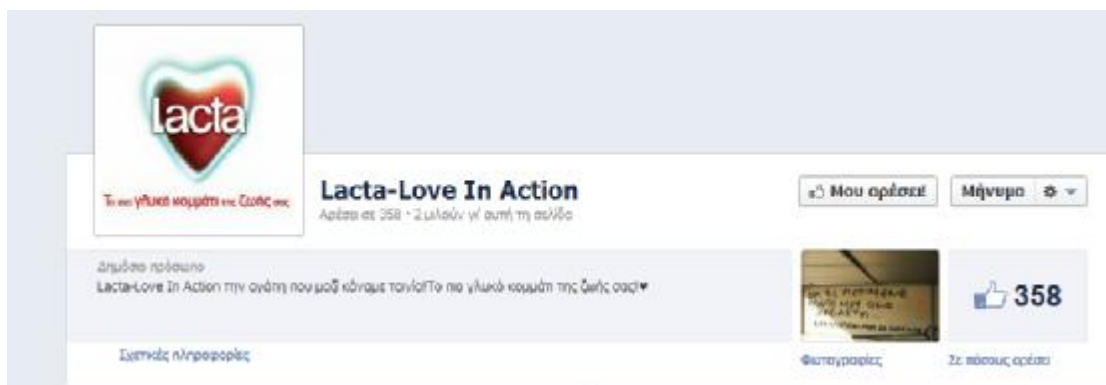 lacta
Το πιο γλυκό κομμάτι της ζωής σας
Lacta-Love In Action
Αρέσει σε 358 · 2 μιλούν γι' αυτή τη σελίδα
Μου αρέσει!
Μήνυμα
Δημόσιο πρόσωπο
Lacta-Love In Action την αγάπη που μαζί κάναμε ταινία!Το πιο γλυκό κομμάτι της ζωής σας!♥
358
Σχετικές πληροφορίες
Φωτογραφίες
Σε πόσους αρέσει